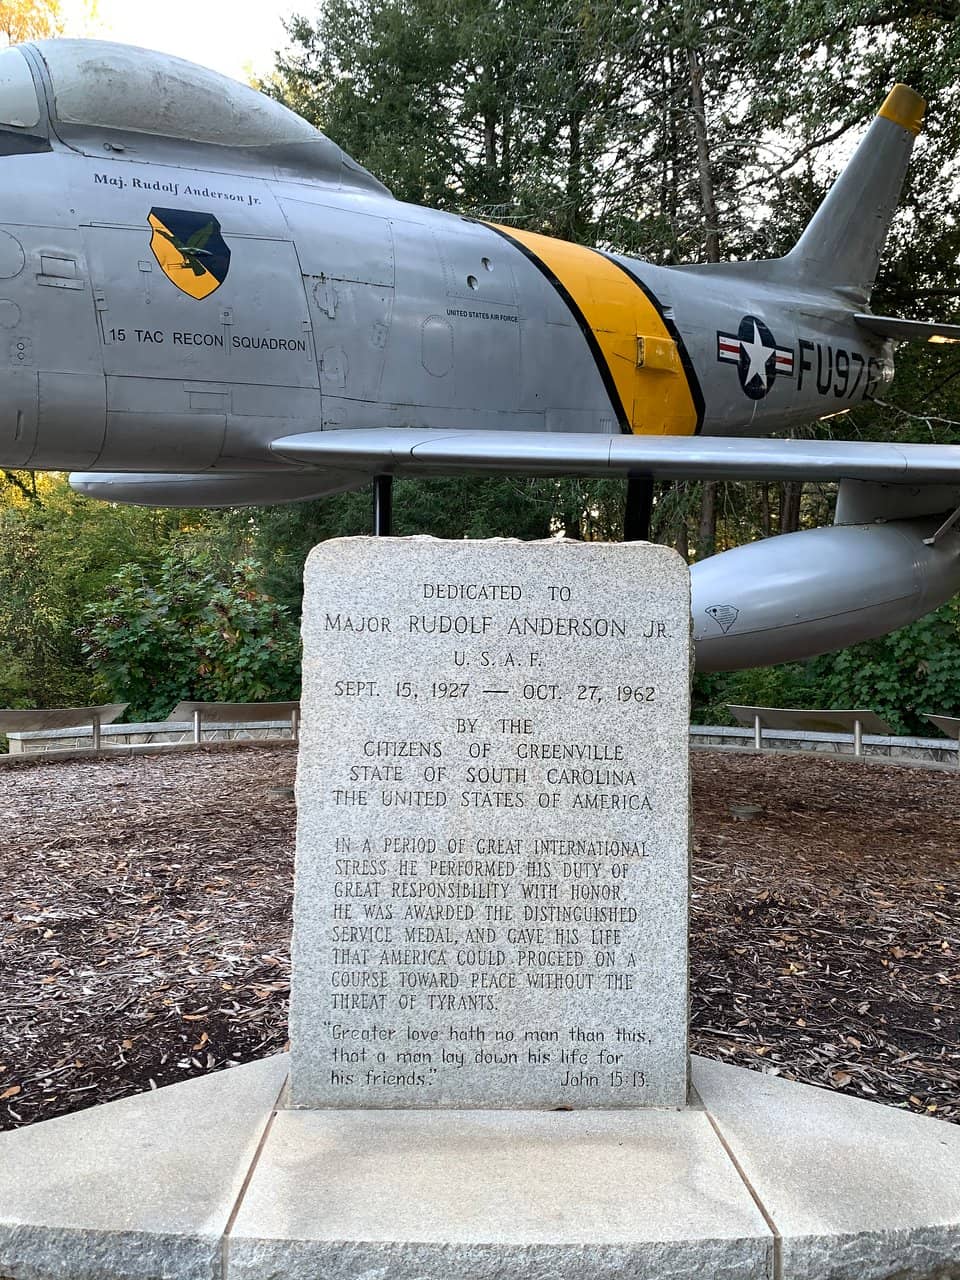 Maj. Rudolf Anderson Jr.
15 TAC RECON SQUADRON
UNITED STATES AIR FORCE
DEDICATED TO
MAJOR RUDOLF ANDERSON JR.
U. S. A. F.
SEPT. 15, 1927 — OCT. 27, 1962
BY THE
CITIZENS OF GREENVILLE
STATE OF SOUTH CAROLINA
THE UNITED STATES OF AMERICA
IN A PERIOD OF GREAT INTERNATIONAL
STRESS HE PERFORMED HIS DUTY OF
GREAT RESPONSIBILITY WITH HONOR.
HE WAS AWARDED THE DISTINGUISHED
SERVICE MEDAL, AND GAVE HIS LIFE
THAT AMERICA COULD PROCEED ON A
COURSE TOWARD PEACE WITHOUT THE
THREAT OF TYRANTS.
"Greater love hath no man than this,
that a man lay down his life for
his friends." John 15:13.